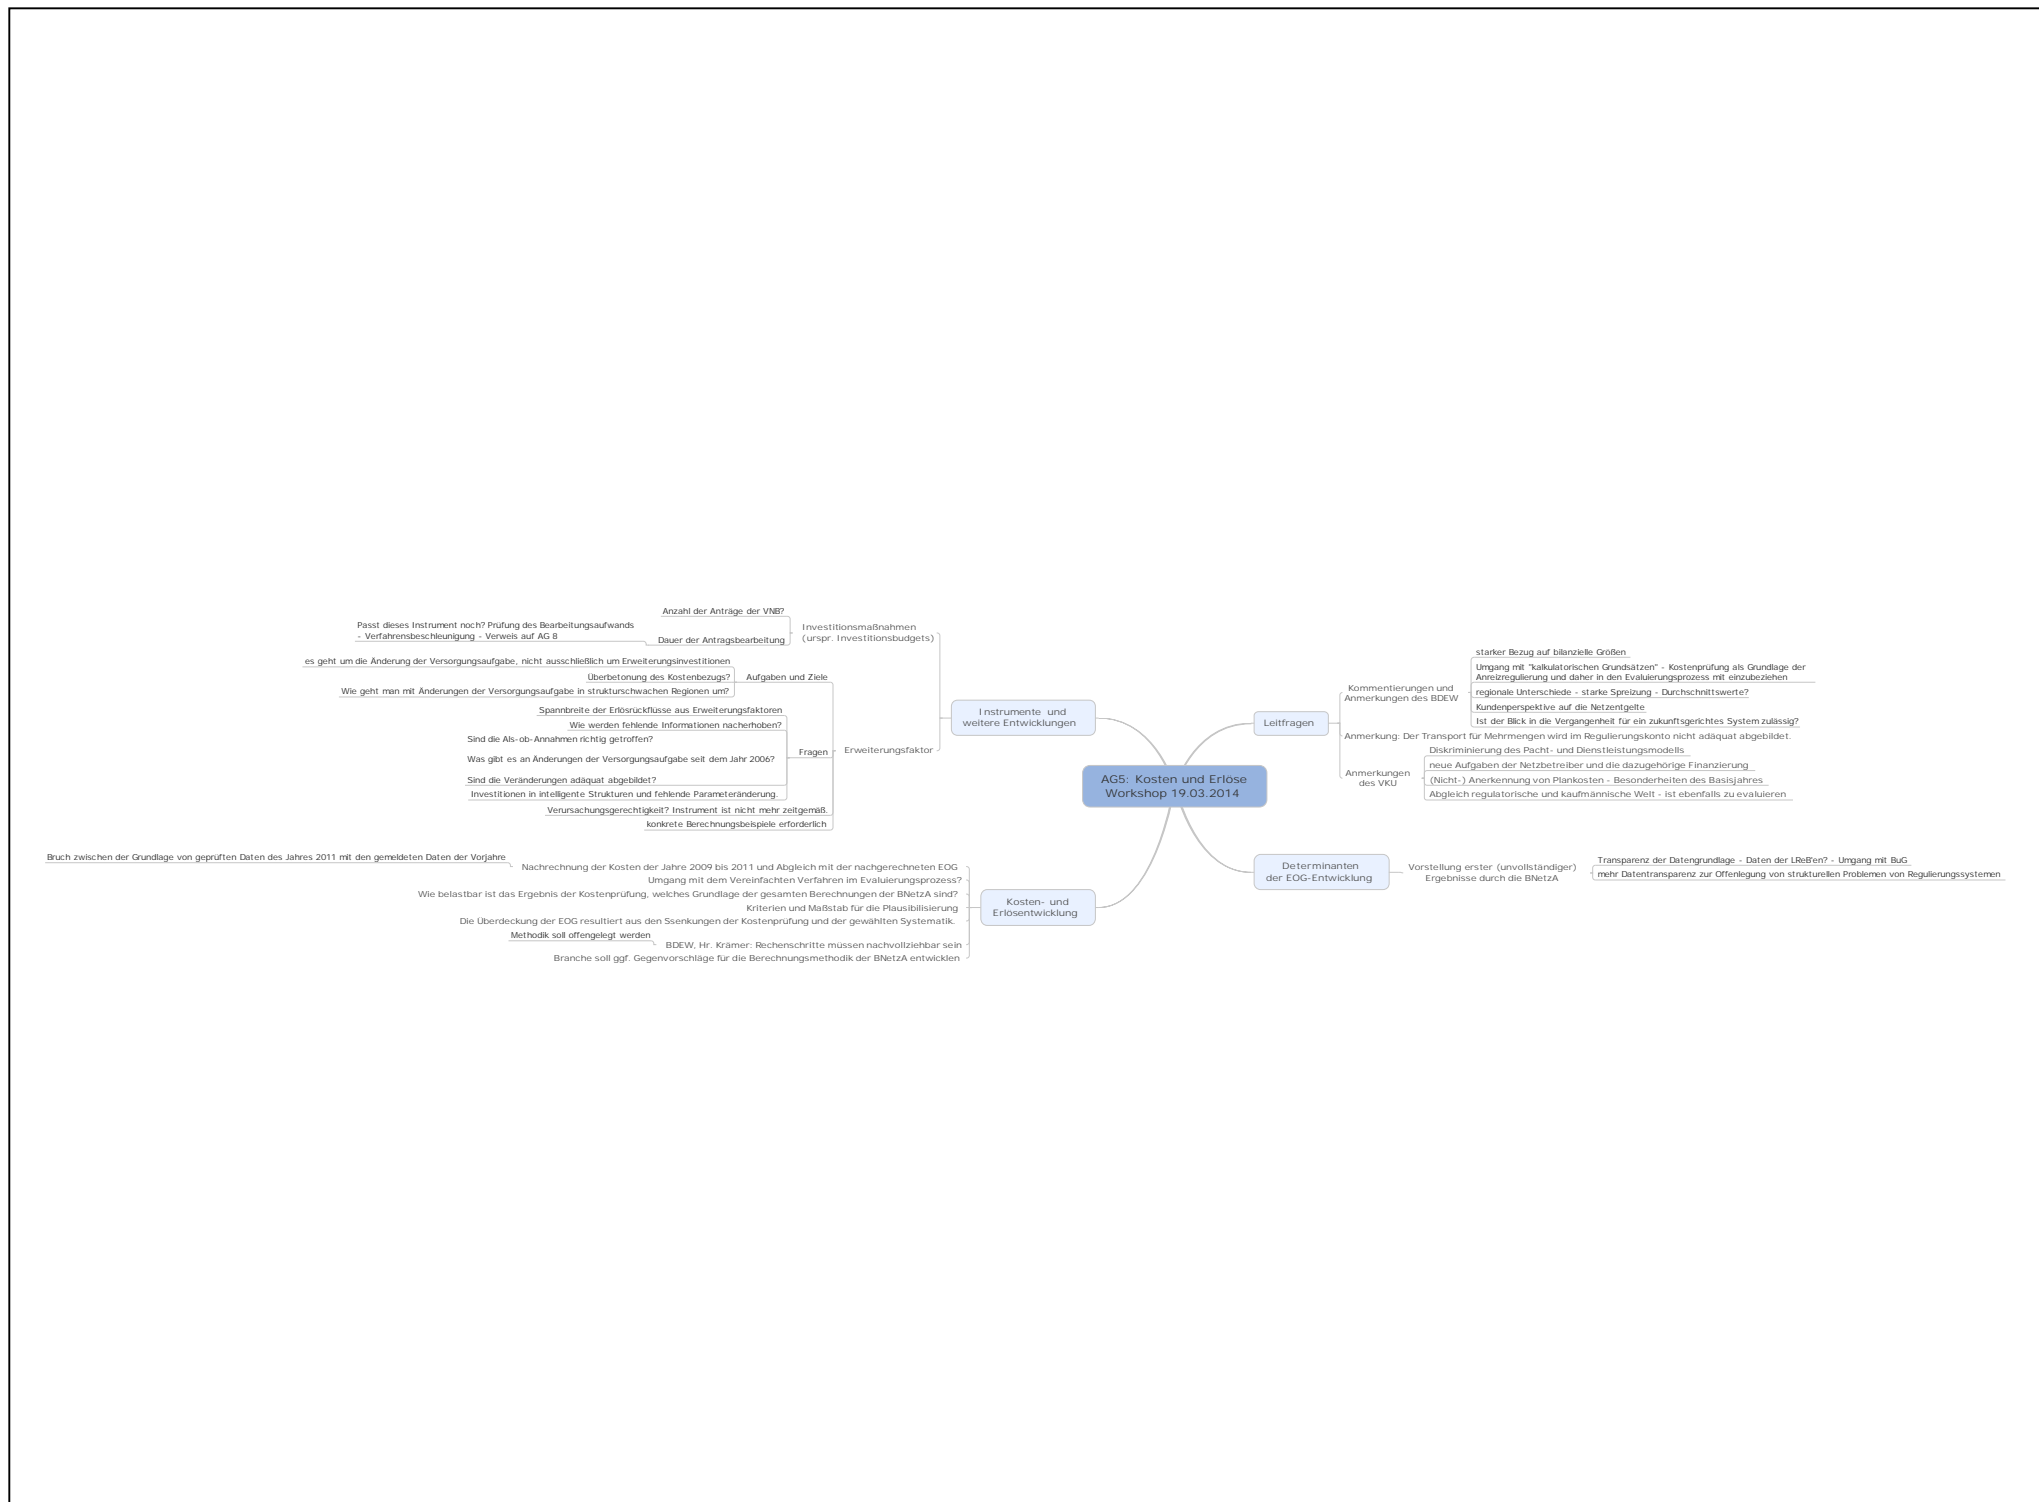 AG5: Kosten und Erlöse
Workshop 19.03.2014
Leitfragen
Kommentierungen und
Anmerkungen des BDEW
starker Bezug auf bilanzielle Größen
Umgang mit "kalkulatorischen Grundsätzen" - Kostenprüfung als Grundlage der
Anreizregulierung und daher in den Evaluierungsprozess mit einzubeziehen
regionale Unterschiede - starke Spreizung - Durchschnittswerte?
Kundenperspektive auf die Netzentgelte
Ist der Blick in die Vergangenheit für ein zukunftsgerichtes System zulässig?
Anmerkung: Der Transport für Mehrmengen wird im Regulierungskonto nicht adäquat abgebildet.
Anmerkungen
des VKU
Diskriminierung des Pacht- und Dienstleistungsmodells
neue Aufgaben der Netzbetreiber und die dazugehörige Finanzierung
(Nicht-) Anerkennung von Plankosten - Besonderheiten des Basisjahres
Abgleich regulatorische und kaufmännische Welt - ist ebenfalls zu evaluieren
Determinanten
der EOG-Entwicklung
Vorstellung erster (unvollständiger)
Ergebnisse durch die BNetzA
Transparenz der Datengrundlage - Daten der LReB'en? - Umgang mit BuG
mehr Datentransparenz zur Offenlegung von strukturellen Problemen von Regulierungssystemen
Instrumente und
weitere Entwicklungen
Investitionsmaßnahmen
(urspr. Investitionsbudgets)
Anzahl der Anträge der VNB?
Dauer der Antragsbearbeitung
Passt dieses Instrument noch? Prüfung des Bearbeitungsaufwands
- Verfahrensbeschleunigung - Verweis auf AG 8
Erweiterungsfaktor
Aufgaben und Ziele
es geht um die Änderung der Versorgungsaufgabe, nicht ausschließlich um Erweiterungsinvestitionen
Überbetonung des Kostenbezugs?
Wie geht man mit Änderungen der Versorgungsaufgabe in strukturschwachen Regionen um?
Fragen
Spannbreite der Erlösrückflüsse aus Erweiterungsfaktoren
Wie werden fehlende Informationen nacherhoben?
Sind die Als-ob-Annahmen richtig getroffen?
Was gibt es an Änderungen der Versorgungsaufgabe seit dem Jahr 2006?
Sind die Veränderungen adäquat abgebildet?
Investitionen in intelligente Strukturen und fehlende Parameteränderung.
Verursachungsgerechtigkeit? Instrument ist nicht mehr zeitgemäß.
konkrete Berechnungsbeispiele erforderlich
Kosten- und
Erlösentwicklung
Nachrechnung der Kosten der Jahre 2009 bis 2011 und Abgleich mit der nachgerechneten EOG
Bruch zwischen der Grundlage von geprüften Daten des Jahres 2011 mit den gemeldeten Daten der Vorjahre
Umgang mit dem Vereinfachten Verfahren im Evaluierungsprozess?
Wie belastbar ist das Ergebnis der Kostenprüfung, welches Grundlage der gesamten Berechnungen der BNetzA sind?
Kriterien und Maßstab für die Plausibilisierung
Die Überdeckung der EOG resultiert aus den Ssenkungen der Kostenprüfung und der gewählten Systematik.
BDEW, Hr. Krämer: Rechenschritte müssen nachvollziehbar sein
Methodik soll offengelegt werden
Branche soll ggf. Gegenvorschläge für die Berechnungsmethodik der BNetzA entwicklen